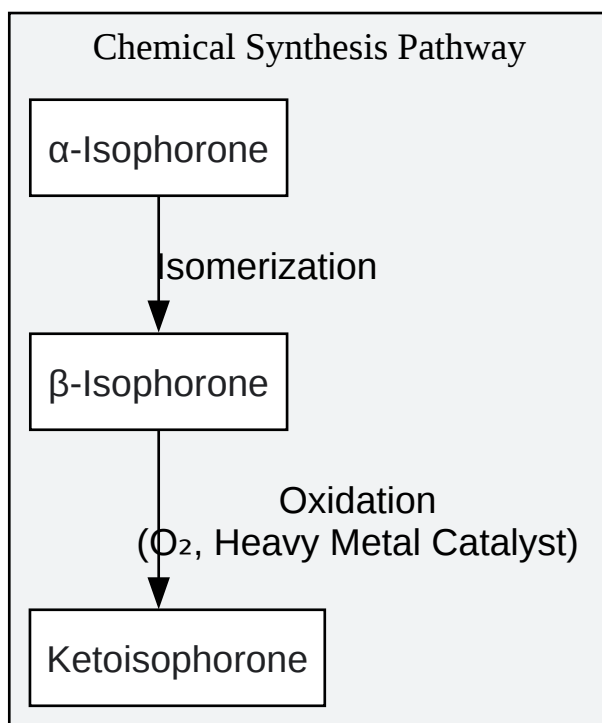 Chemical Synthesis Pathway
α-Isophorone
Isomerization
β-Isophorone
Oxidation
(O₂, Heavy Metal Catalyst)
Ketoisophorone